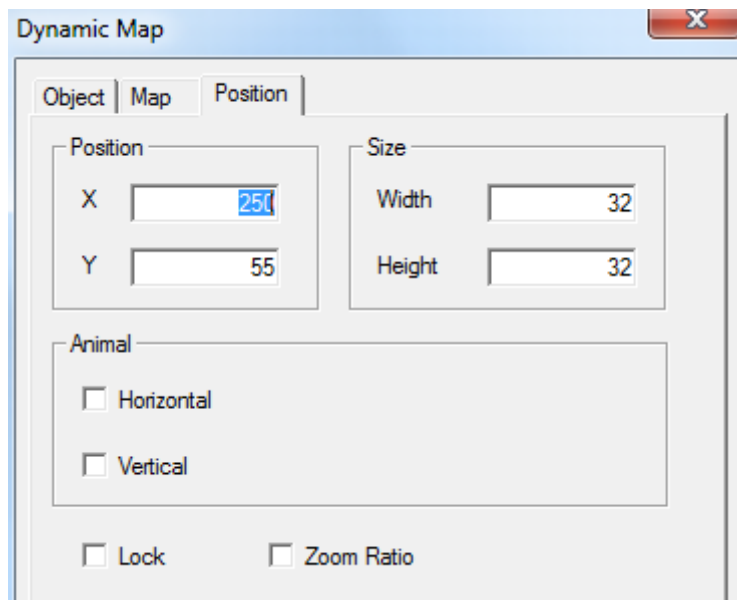 Dynamic Map
Object Map Position
Position Size
X 250 Width 32
Y 55 Height 32
Animal
Horizontal
Vertical
Lock Zoom Ratio